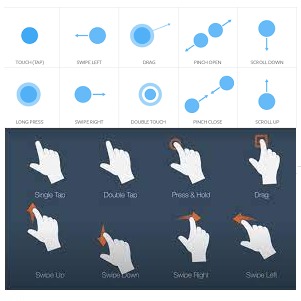 TOUCH (TAP) SWIPE LEFT DRAG PINCH OPEN SCROLL DOWN
LONG PRESS SWIPE RIGHT DOUBLE TOUCH PINCH CLOSE SCROLL UP
Single Tap Double Tap Press & Hold Drag
Swipe Up Swipe Down Swipe Right Swipe Left